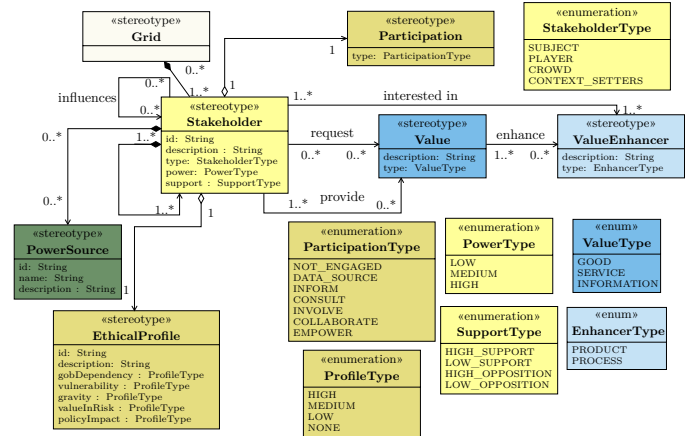 «stereotype»
Grid
0..*
1..*
«stereotype»
Participation
type: ParticipationType
1
1
«enumeration»
StakeholderType
SUBJECT
PLAYER
CROWD
CONTEXT_SETTERS
influences
0..*
0..*
«stereotype»
Stakeholder
id: String
description : String
type: StakeholderType
power: PowerType
support : SupportType
1..*
interested in
1..*
request
0..*
0..*
«stereotype»
Value
description: String
type: ValueType
enhance
1..*
0..*
«stereotype»
ValueEnhancer
description: String
type: EnhancerType
0..*
1..*
0..*
1..*
1..*
provide
0..*
1
1
«stereotype»
PowerSource
id: String
name: String
description : String
«enumeration»
ParticipationType
NOT_ENGAGED
DATA_SOURCE
INFORM
CONSULT
INVOLVE
COLLABORATE
EMPOWER
«enumeration»
PowerType
LOW
MEDIUM
HIGH
«enum»
ValueType
GOOD
SERVICE
INFORMATION
«stereotype»
EthicalProfile
id: String
description: String
gobDependency : ProfileType
vulnerability : ProfileType
gravity : ProfileType
valueInRisk : ProfileType
policyImpact : ProfileType
«enumeration»
ProfileType
HIGH
MEDIUM
LOW
NONE
«enumeration»
SupportType
HIGH_SUPPORT
LOW_SUPPORT
HIGH_OPPOSITION
LOW_OPPOSITION
«enum»
EnhancerType
PRODUCT
PROCESS